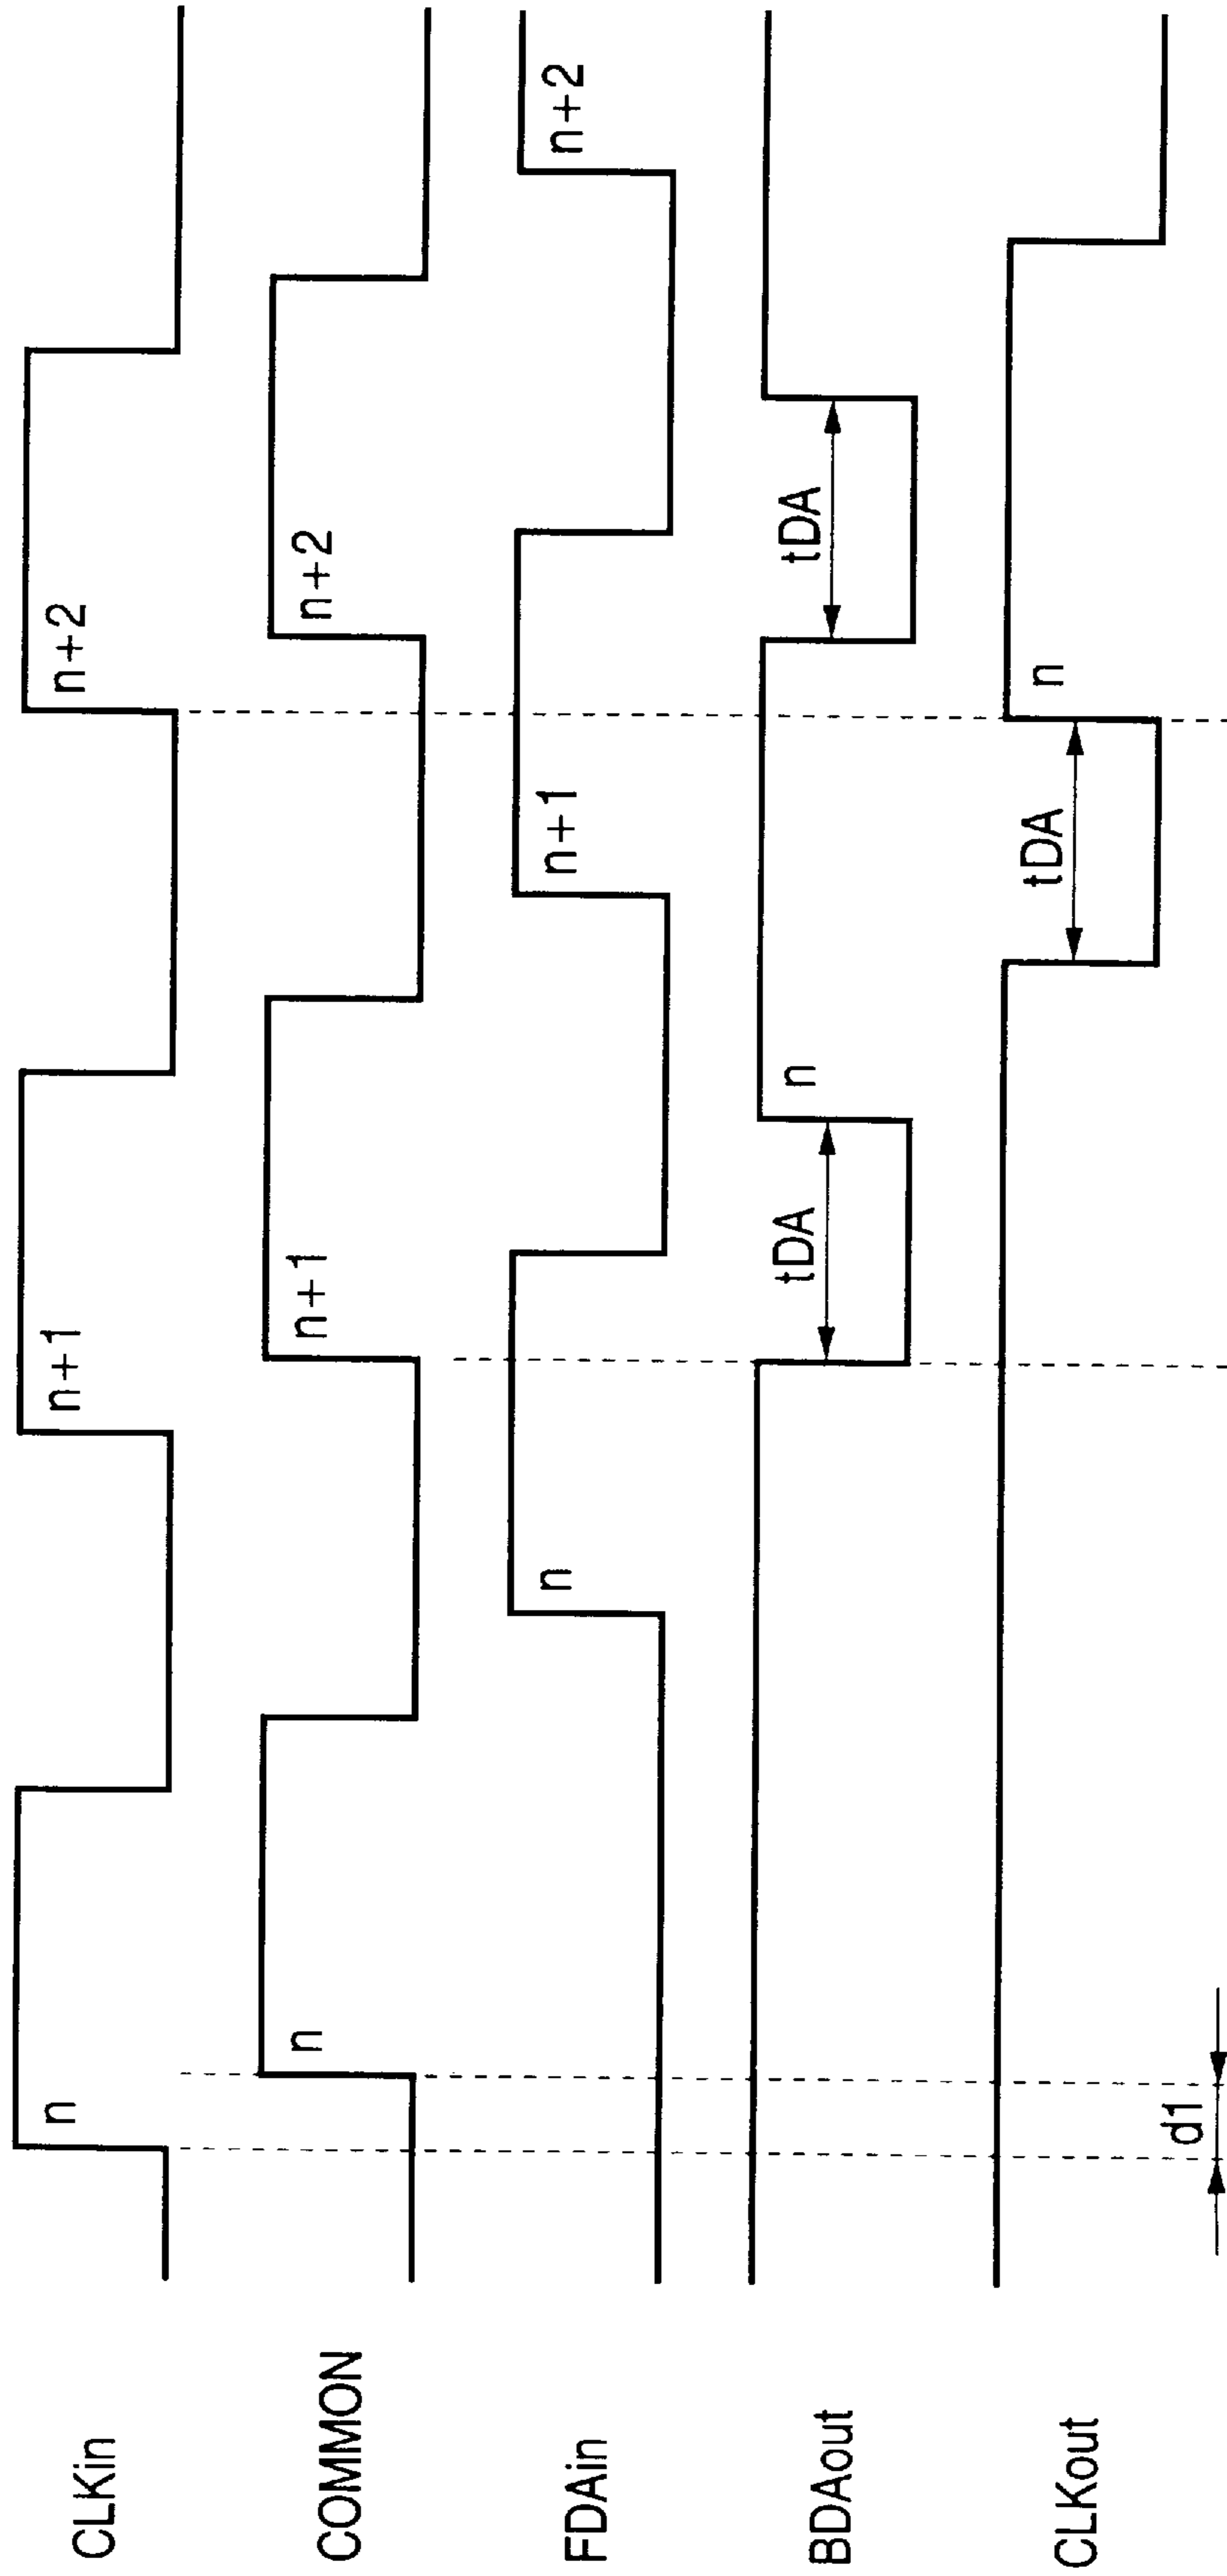 CLKin
n
n+1
n+2
COMMON
n
n+1
n+2
FDAin
n
n+1
n+2
BDAout
tDA
n
tDA
CLKout
tDA
n
d1